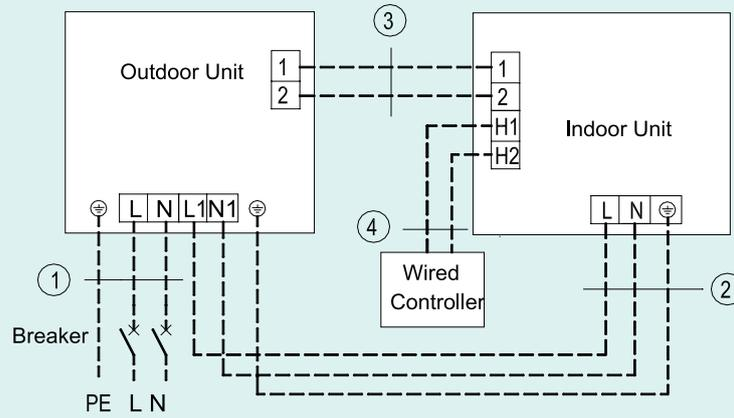 3
Outdoor Unit
1
2
1
2
H1
H2
Indoor Unit
L N L1 N1
L N
4
1
2
Wired
Controller
Breaker
PE L N